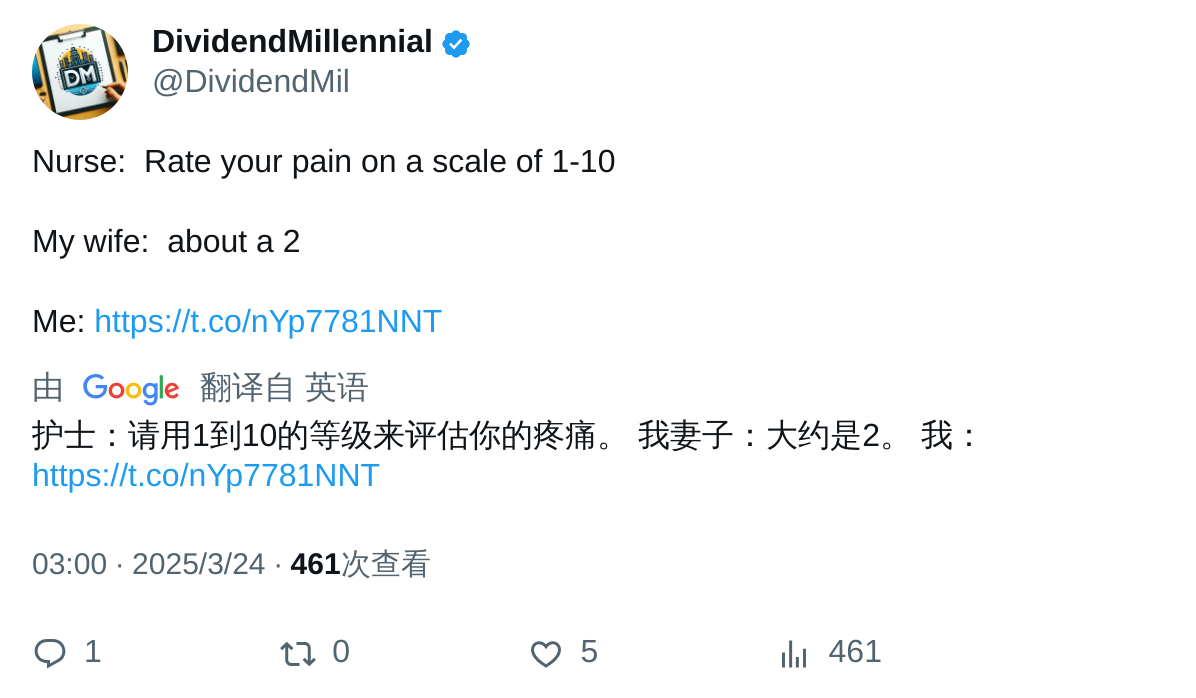 DividendMillennial
@DividendMil
DM
Nurse:  Rate your pain on a scale of 1-10
My wife:  about a 2
Me: https://t.co/nYp7781NNT
由 Google 翻译自 英语
护士：请用1到10的等级来评估你的疼痛。 我妻子：大约是2。 我：
https://t.co/nYp7781NNT
03:00 · 2025/3/24 · 461次查看
1 0 5 461